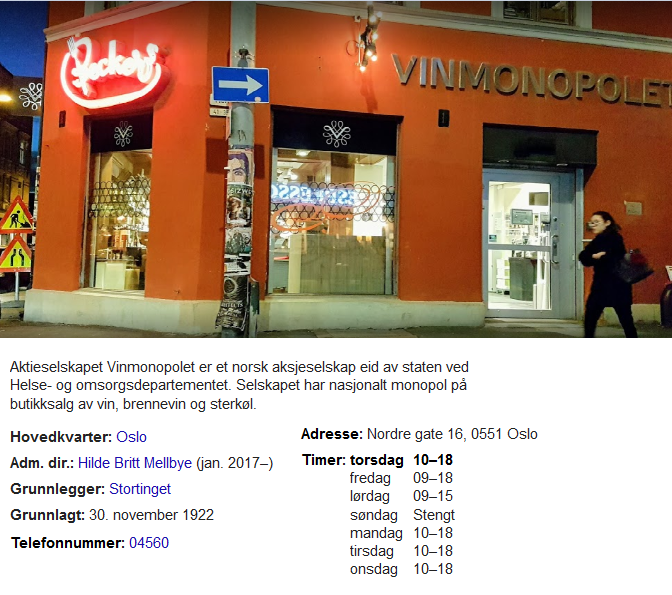 Beckers
VINMONOPOLET
Aktieselskapet Vinmonopolet er et norsk aksjeselskap eid av staten ved
Helse- og omsorgsdepartementet. Selskapet har nasjonalt monopol på
butikksalg av vin, brennevin og sterkøl.
Hovedkvarter: Oslo
Adm. dir.: Hilde Britt Mellbye (jan. 2017–)
Grunnlegger: Stortinget
Grunnlagt: 30. november 1922
Telefonnummer: 04560
Adresse: Nordre gate 16, 0551 Oslo
Timer: torsdag 10–18
fredag 09–18
lørdag 09–15
søndag Stengt
mandag 10–18
tirsdag 10–18
onsdag 10–18